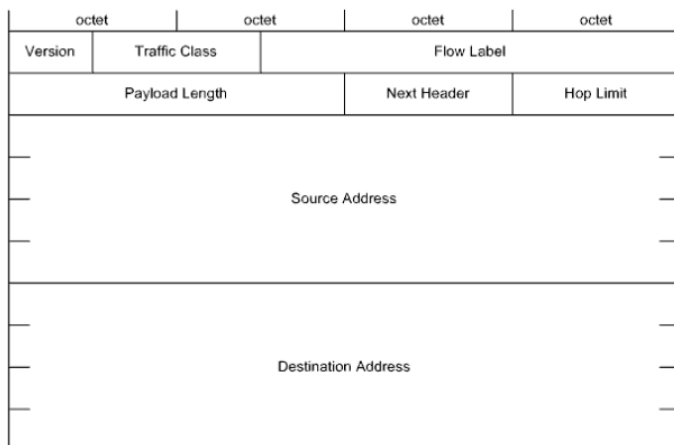 octet octet octet octet
Version Traffic Class Flow Label
Payload Length Next Header Hop Limit
Source Address
Destination Address